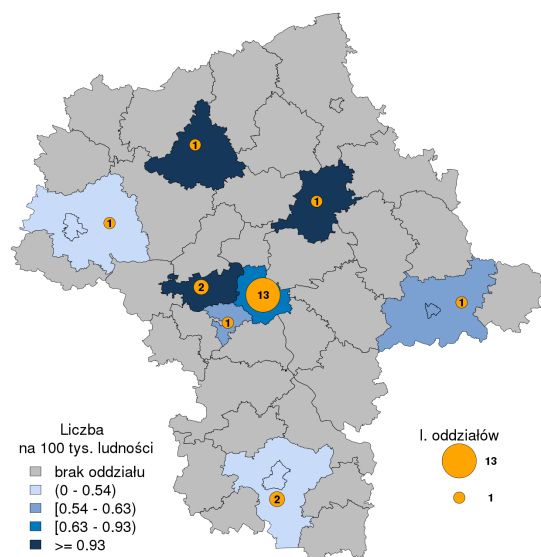 1
1
1
2
13
1
1
2
Liczba
na 100 tys. ludności
brak oddziału
(0 - 0.54)
[0.54 - 0.63)
[0.63 - 0.93)
>= 0.93
l. oddziałów
13
1